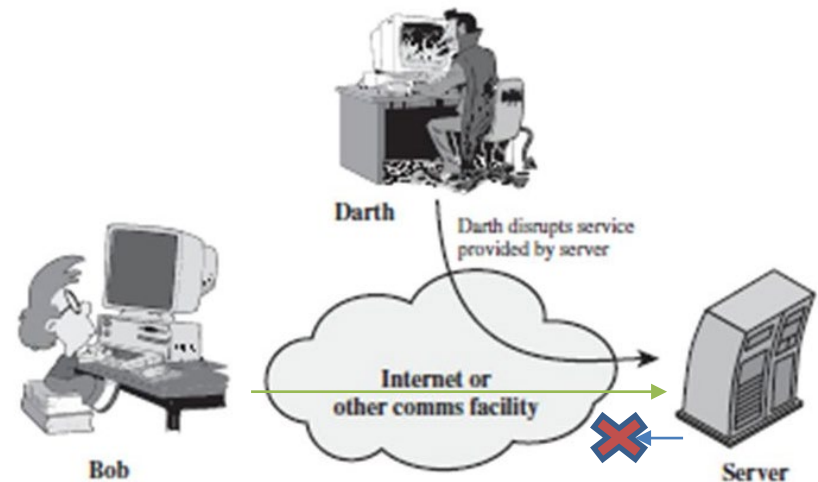 Darth
Darth disrupts service
provided by server
Internet or
other comms facility
Bob
Server